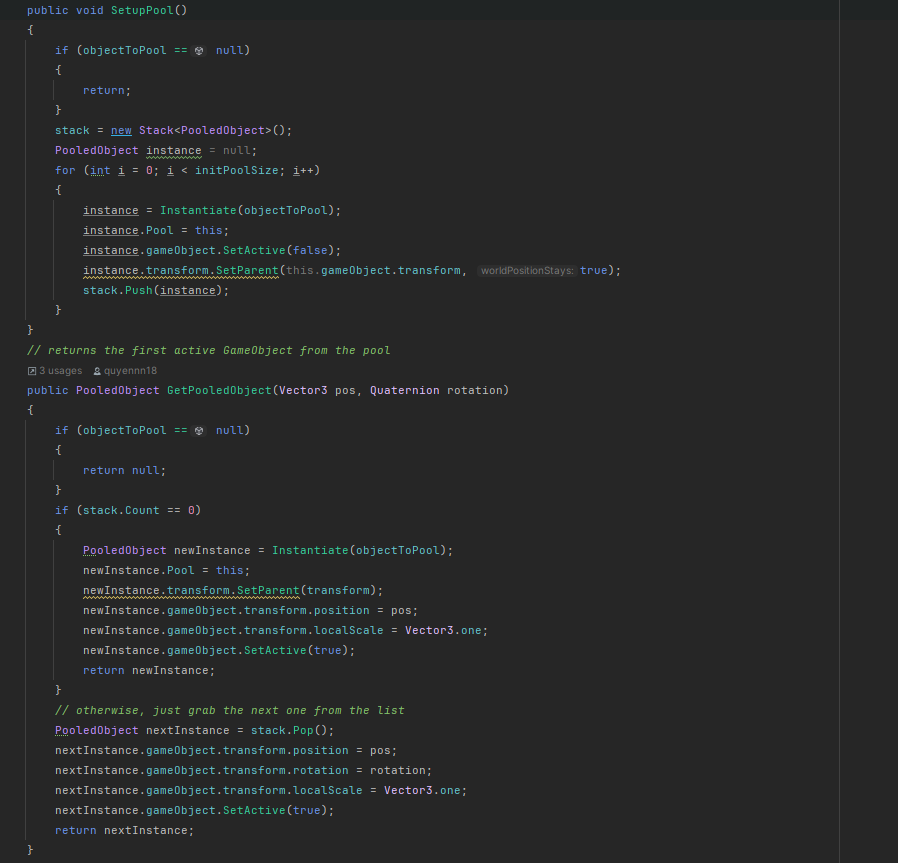 public void SetupPool()
{
if (objectToPool == null)
{
return;
}
stack = new Stack<PooledObject>();
PooledObject instance = null;
for (int i = 0; i < initPoolSize; i++)
{
instance = Instantiate(objectToPool);
instance.Pool = this;
instance.gameObject.SetActive(false);
instance.transform.SetParent(this.gameObject.transform, worldPositionStays: true);
stack.Push(instance);
}
}
// returns the first active GameObject from the pool
3 usages quyennn18
public PooledObject GetPooledObject(Vector3 pos, Quaternion rotation)
{
if (objectToPool == null)
{
return null;
}
if (stack.Count == 0)
{
PooledObject newInstance = Instantiate(objectToPool);
newInstance.Pool = this;
newInstance.transform.SetParent(transform);
newInstance.gameObject.transform.position = pos;
newInstance.gameObject.transform.localScale = Vector3.one;
newInstance.gameObject.SetActive(true);
return newInstance;
}
// otherwise, just grab the next one from the list
PooledObject nextInstance = stack.Pop();
nextInstance.gameObject.transform.position = pos;
nextInstance.gameObject.transform.rotation = rotation;
nextInstance.gameObject.transform.localScale = Vector3.one;
nextInstance.gameObject.SetActive(true);
return nextInstance;
}